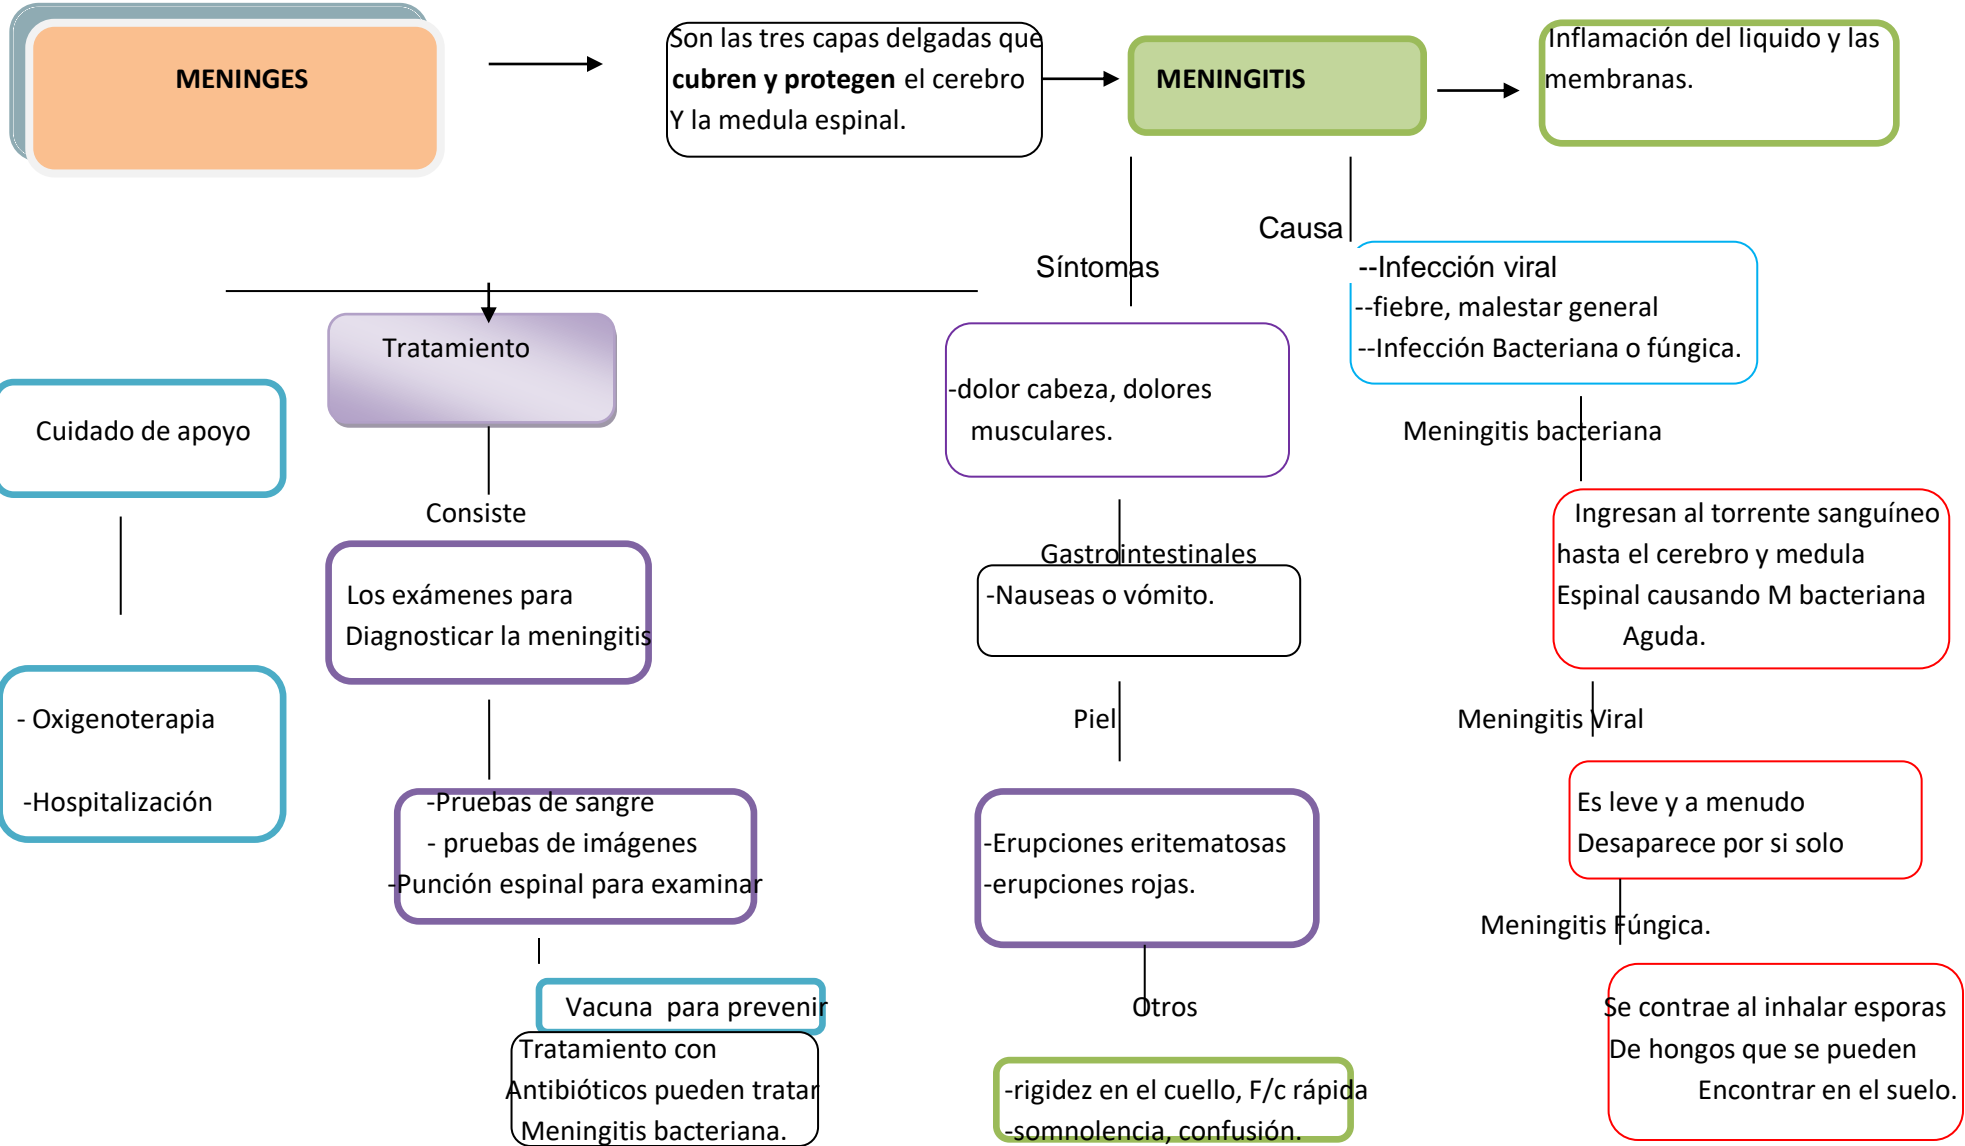 MENINGES
Son las tres capas delgadas que
cubren y protegen el cerebro
Y la medula espinal.
MENINGITIS
Inflamación del liquido y las
membranas.
Causa
--Infección viral
--fiebre, malestar general
--Infección Bacteriana o fúngica.
Síntomas
Tratamiento
Cuidado de apoyo
- Oxigenoterapia
-Hospitalización
Consiste
Los exámenes para
Diagnosticar la meningitis
-Pruebas de sangre
- pruebas de imágenes
-Punción espinal para examinar
Vacuna  para prevenir
Tratamiento con
Antibióticos pueden tratar
Meningitis bacteriana.
-dolor cabeza, dolores
musculares.
Gastrointestinales
-Nauseas o vómito.
Piel
-Erupciones eritematosas
-erupciones rojas.
Otros
-rigidez en el cuello, F/c rápida
-somnolencia, confusión.
Meningitis bacteriana
Ingresan al torrente sanguíneo
hasta el cerebro y medula
Espinal causando M bacteriana
Aguda.
Meningitis Viral
Es leve y a menudo
Desaparece por si solo
Meningitis Fúngica.
Se contrae al inhalar esporas
De hongos que se pueden
Encontrar en el suelo.